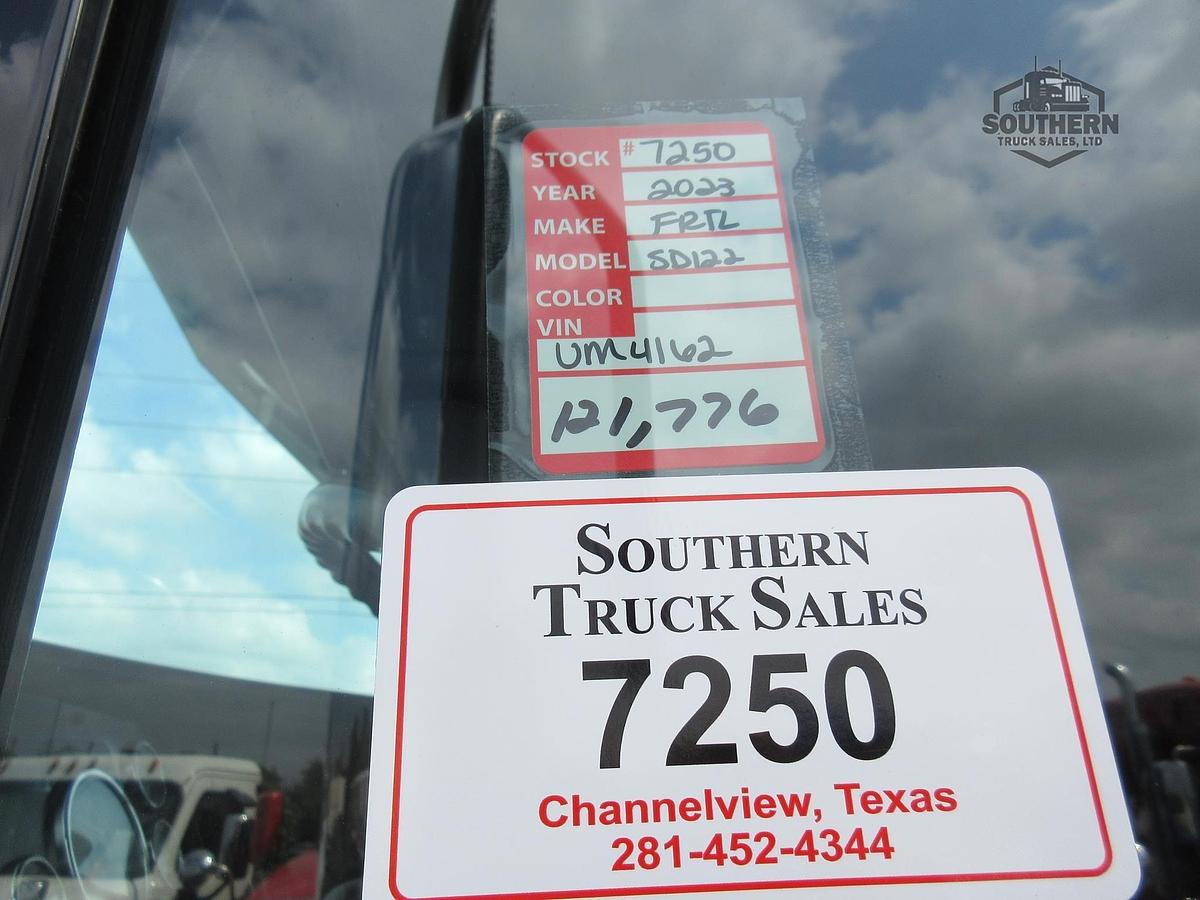 SOUTHERN
TRUCK SALES, LTD
STOCK #7250
YEAR 2023
MAKE FRTL
MODEL SD122
COLOR
VIN
UM4162
121,776
SOUTHERN
TRUCK SALES
7250
Channelview, Texas
281-452-4344